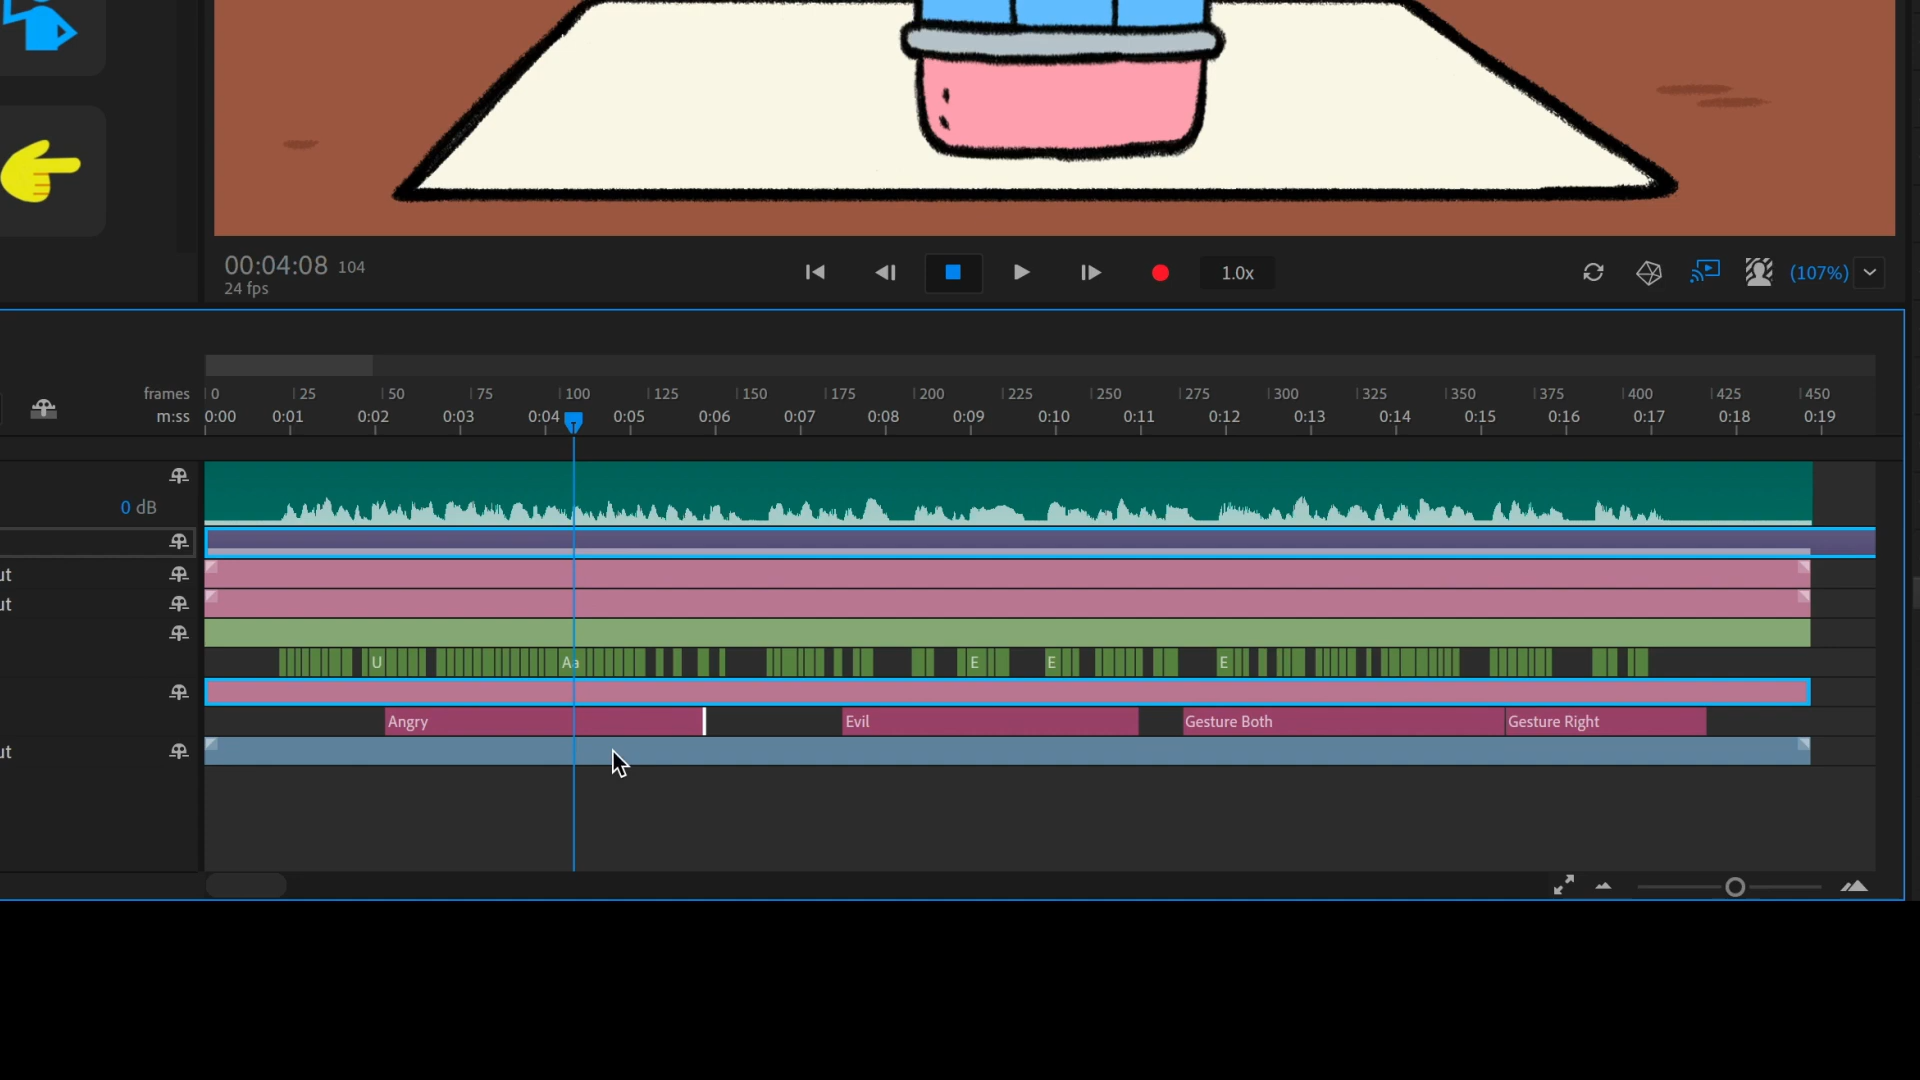 00:04:08 104
24 fps
1.0x
(107%)
frames 0 25 50 75 100 125 150 175 200 225 250 275 300 325 350 375 400 425 450
m:ss 0:00 0:01 0:02 0:03 0:04 0:05 0:06 0:07 0:08 0:09 0:10 0:11 0:12 0:13 0:14 0:15 0:16 0:17 0:18 0:19
0 dB
ut
ut
U Aa E E E
Angry Evil Gesture Both Gesture Right
ut